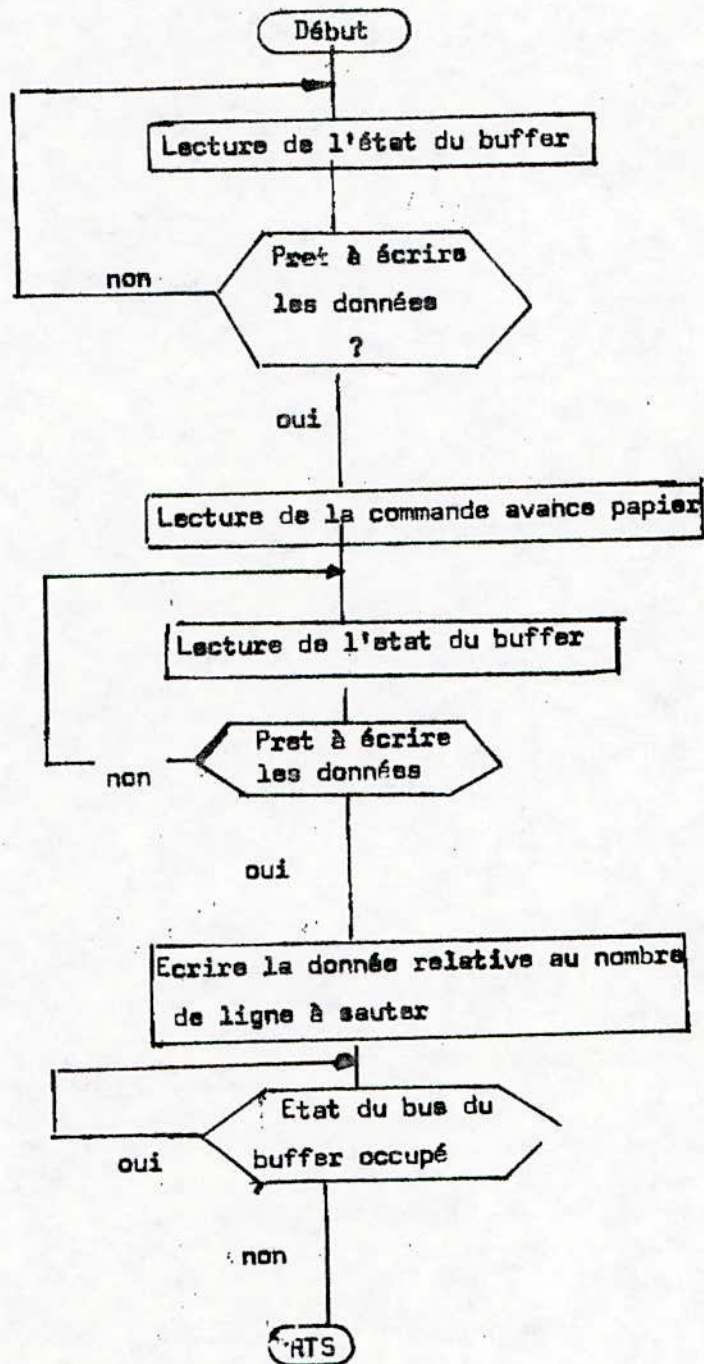 Début
Lecture de l'état du buffer
Pret à écrire
les données
?
non
oui
Lecture de la commande avance papier
Lecture de l'etat du buffer
Pret à écrire
les données
non
oui
Ecrire la donnée relative au nombre
de ligne à sauter
Etat du bus du
buffer occupé
oui
non
RTS